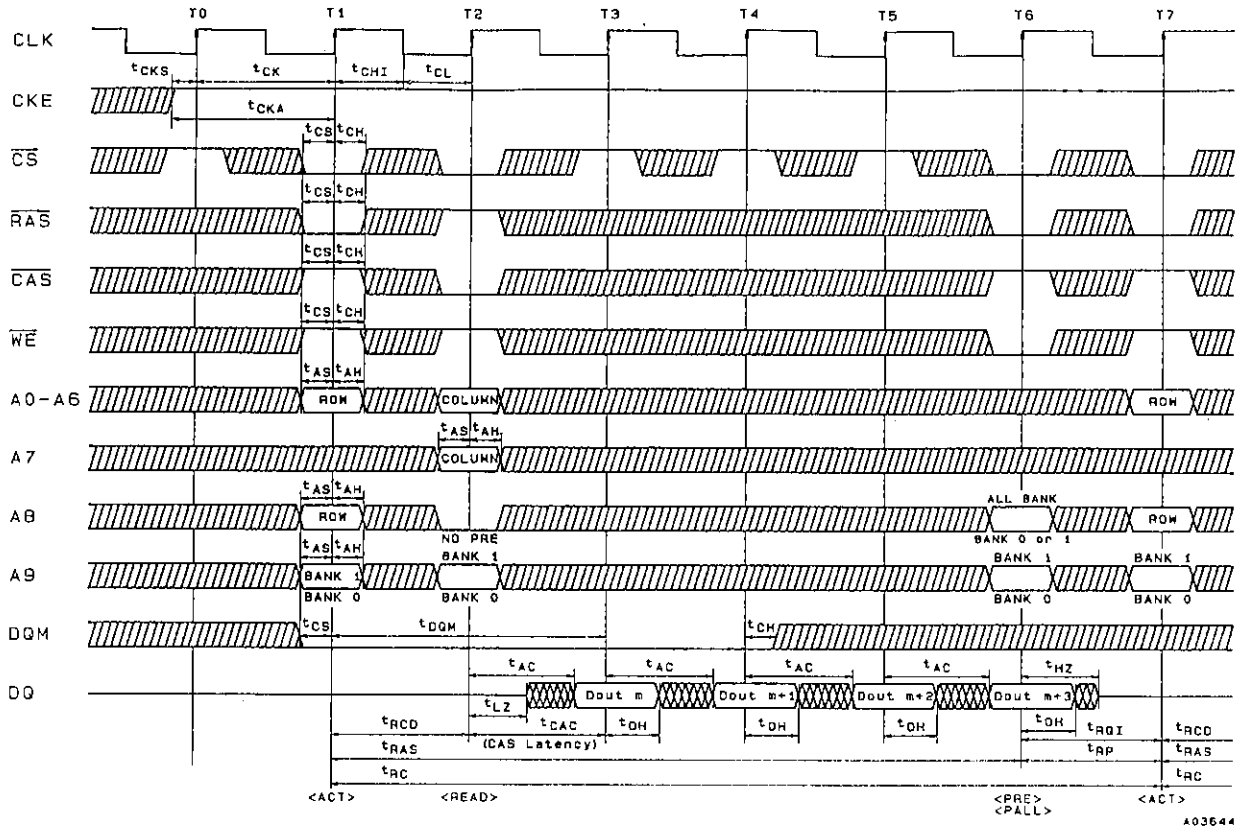 T0 T1 T2 T3 T4 T5 T6 T7
CLK
tCKS tCK tCHI tCL
CKE
tCKA
tCS tCH
CS
tCS tCH
RAS
tCS tCH
CAS
tCS tCH
WE
tAS tAH
A0-A6 ROW COLUMN ROW
tAS tAH
A7 COLUMN
tAS tAH ALL BANK
A8 ROW ROW
NO PRE BANK 0 or 1
tAS tAH BANK 1 BANK 1 BANK 1
A9 BANK 1
BANK 0 BANK 0 BANK 0 BANK 0
DQM tCS tDQM tCH
tAC tAC tAC tAC tHZ
DQ Dout m Dout m+1 Dout m+2 Dout m+3
tLZ
tCAC tOH tOH tOH tOH
tRCD (CAS Latency) tRQI tRCD
tRAS tRP tRAS
tRC tRC
<ACT> <READ> <PRE> <ACT>
<PALL>
A03644